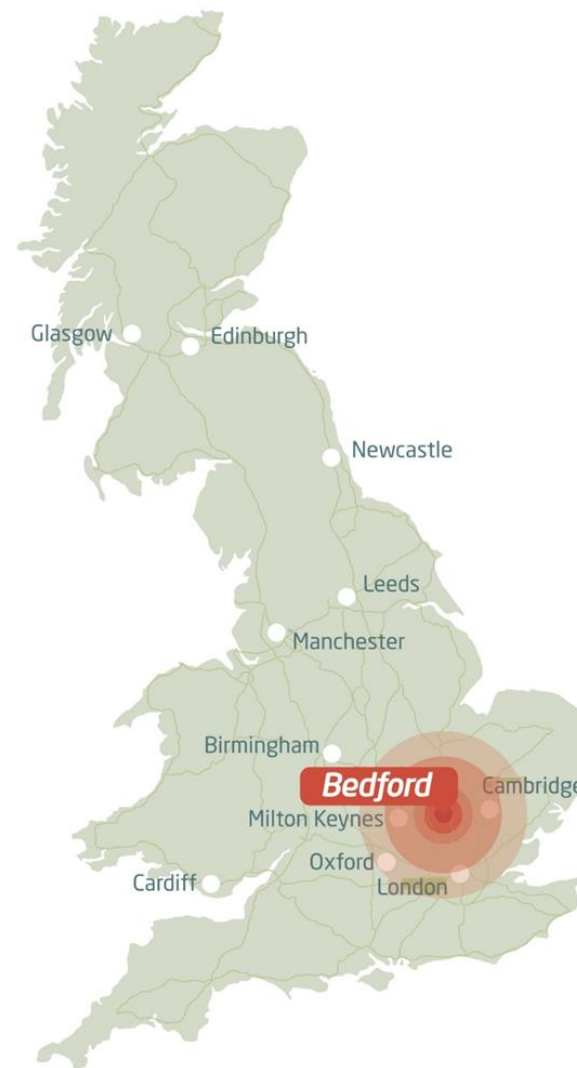 Glasgow
Edinburgh
Newcastle
Leeds
Manchester
Birmingham
Bedford
Cambridge
Milton Keynes
Oxford
London
Cardiff